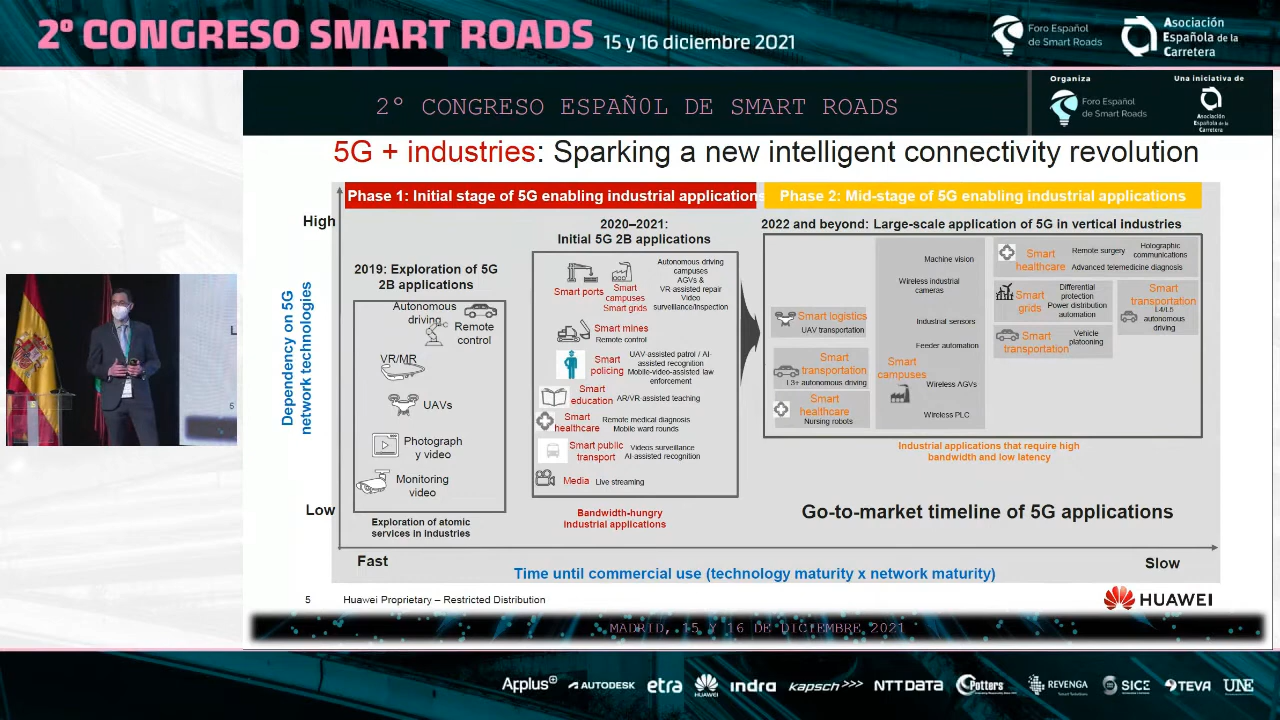 2º CONGRESO SMART ROADS 15 y 16 diciembre 2021
Foro Español
de Smart Roads
Asociación
Española de la
Carretera
2º CONGRESO ESPAÑ0L DE SMART ROADS
Organiza
Foro Español
de Smart Roads
Una iniciativa de
Asociación
Española de la
Carretera
5G + industries: Sparking a new intelligent connectivity revolution
Phase 1: Initial stage of 5G enabling industrial applications
Phase 2: Mid-stage of 5G enabling industrial applications
High
Dependency on 5G
network technologies
Low
2019: Exploration of 5G
2B applications
Autonomous
driving
Remote
control
VR/MR
UAVs
Photograph
y video
Monitoring
video
Exploration of atomic
services in industries
2020–2021:
Initial 5G 2B applications
Smart ports
Smart
campuses
Smart grids
Autonomous driving
campuses
AGVs &
VR assisted repair
Video
surveillance/inspection
Smart mines
Remote control
Smart
policing
UAV-assisted patrol / AI-
assisted recognition
Mobile-video-assisted law
enforcement
Smart
education
AR/VR assisted teaching
Smart
healthcare
Remote medical diagnosis
Mobile ward rounds
Smart public
transport
Videos surveillance
AI-assisted recognition
Media
Live streaming
Bandwidth-hungry
industrial applications
2022 and beyond: Large-scale application of 5G in vertical industries
Smart logistics
UAV transportation
Smart
transportation
L3+ autonomous driving
Smart
healthcare
Nursing robots
Machine vision
Wireless industrial
cameras
Industrial sensors
Feeder automation
Smart
campuses
Wireless AGVs
Wireless PLC
Smart
healthcare
Remote surgery
Holographic
communications
Advanced telemedicine diagnosis
Smart
grids
Differential
protection
Power distribution
automation
Smart
transportation
L4/L5
autonomous
driving
Smart
transportation
Vehicle
platooning
Industrial applications that require high
bandwidth and low latency
Go-to-market timeline of 5G applications
Fast
Slow
Time until commercial use (technology maturity x network maturity)
5
Huawei Proprietary – Restricted Distribution
HUAWEI
MADRID, 15 Y 16 DE DICIEMBRE 2021
Applus+
AUTODESK
etra
HUAWEI
indra
kapsch >>>
NTT DATA
Potters
REVENGA
SICE
TEVA
UNE